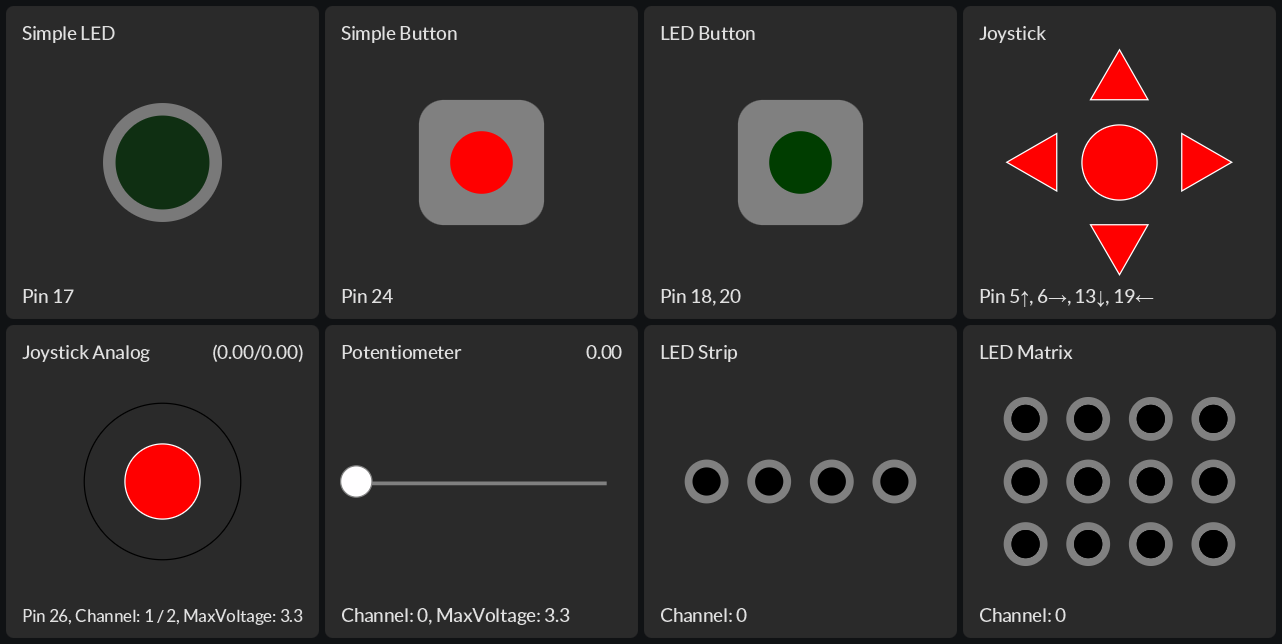 Simple LED
Pin 17
Simple Button
Pin 24
LED Button
Pin 18, 20
Joystick
Pin 5↑, 6→, 13↓, 19←
Joystick Analog (0.00/0.00)
Pin 26, Channel: 1 / 2, MaxVoltage: 3.3
Potentiometer 0.00
Channel: 0, MaxVoltage: 3.3
LED Strip
Channel: 0
LED Matrix
Channel: 0